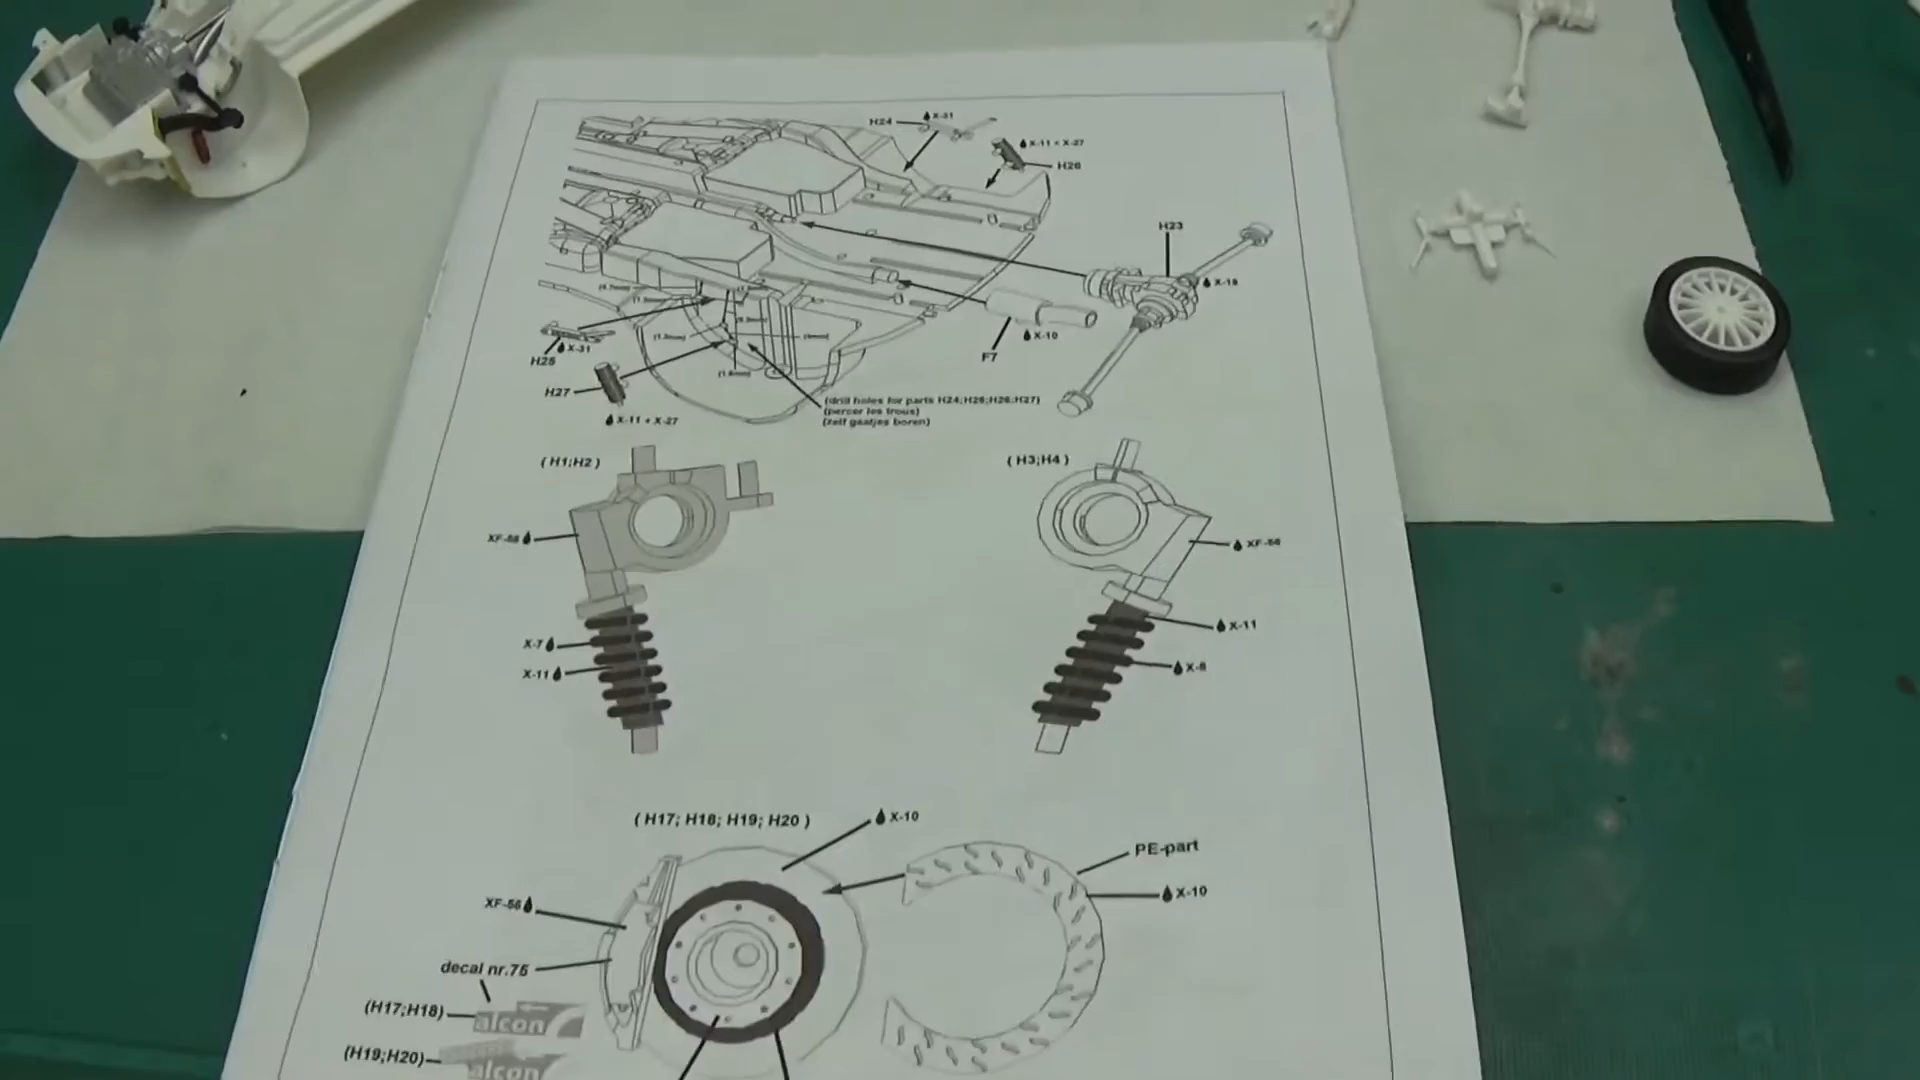 H24
X-31
X-11 + X-27
H26
H23
X-10
F7
H25
X-31
H27
X-11 + X-27
(drill holes for parts H24;H25;H26;H27)
(percer les trous)
(zelf gaatjes boren)
(H1;H2)
(H3;H4)
XF-56
XF-56
X-7
X-11
X-11
X-8
(H17; H18; H19; H20)
X-10
PE-part
X-10
XF-56
decal nr.75
(H17;H18)
alcon
(H19;H20)
alcon